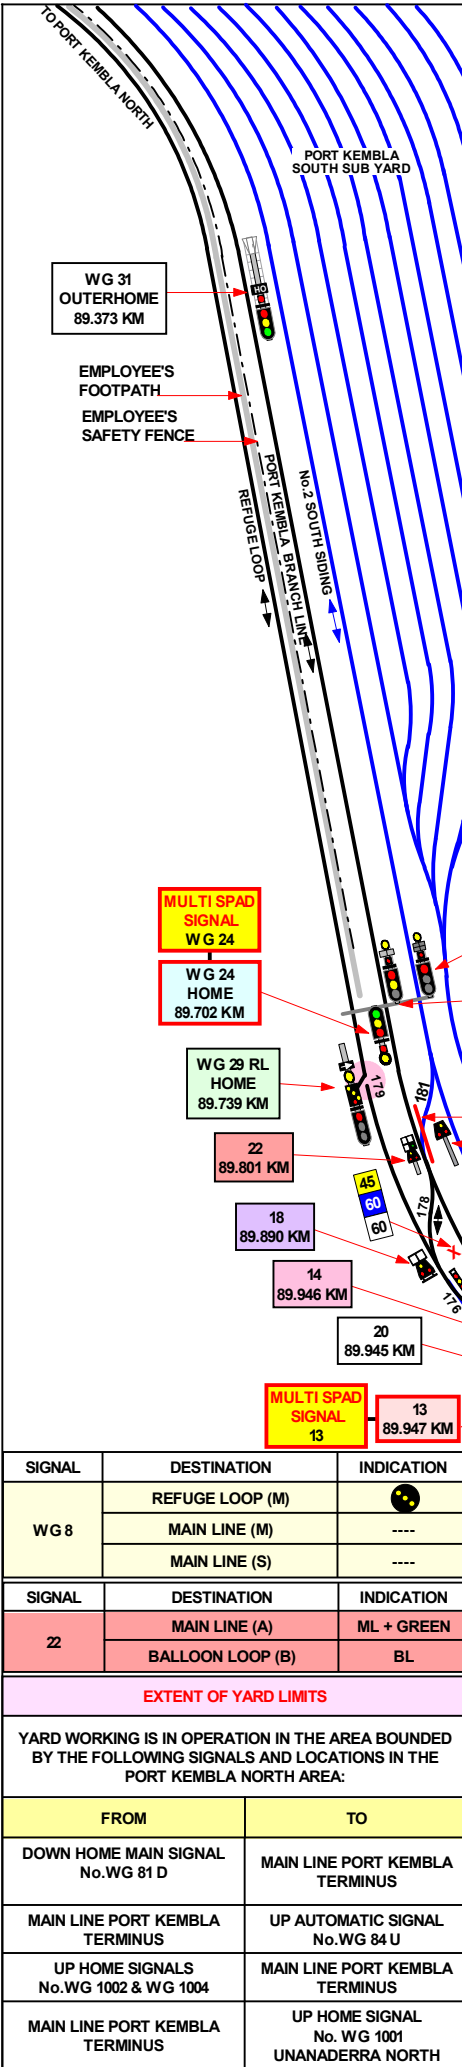 TO PORT KEMBLA NORTH
PORT KEMBLA
SOUTH SUB YARD
WG 31
OUTERHOME
89.373 KM
HO
EMPLOYEE'S
FOOTPATH
EMPLOYEE'S
SAFETY FENCE
REFUGE LOOP
PORT KEMBLA BRANCH LINE
No.2 SOUTH SIDING
MULTI SPAD
SIGNAL
WG 24
WG 24
HOME
89.702 KM
WG 29 RL
HOME
89.739 KM
179
181
22
89.801 KM
45
60
60
178
18
89.890 KM
14
89.946 KM
176
20
89.945 KM
MULTI SPAD
SIGNAL
13
13
89.947 KM
SIGNAL DESTINATION INDICATION
WG 8
REFUGE LOOP (M)
MAIN LINE (M) ----
MAIN LINE (S) ----
SIGNAL DESTINATION INDICATION
22
MAIN LINE (A) ML + GREEN
BALLOON LOOP (B) BL
EXTENT OF YARD LIMITS
YARD WORKING IS IN OPERATION IN THE AREA BOUNDED
BY THE FOLLOWING SIGNALS AND LOCATIONS IN THE
PORT KEMBLA NORTH AREA:
FROM TO
DOWN HOME MAIN SIGNAL
No.WG 81 D
MAIN LINE PORT KEMBLA
TERMINUS
MAIN LINE PORT KEMBLA
TERMINUS
UP AUTOMATIC SIGNAL
No.WG 84 U
UP HOME SIGNALS
No.WG 1002 & WG 1004
MAIN LINE PORT KEMBLA
TERMINUS
MAIN LINE PORT KEMBLA
TERMINUS
UP HOME SIGNAL
No. WG 1001
UNANADERRA NORTH